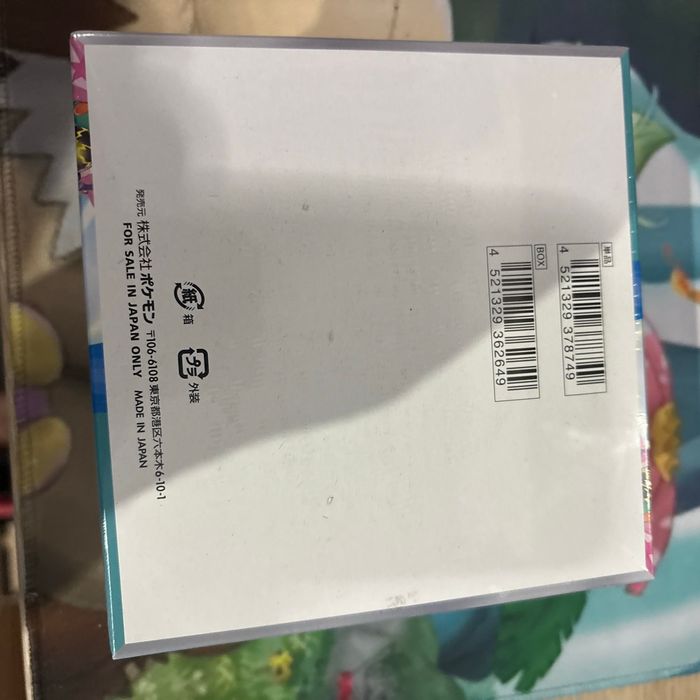 単品
4 521329 378749
BOX
4 521329 362649
紙 箱
プラ 外装
発売元 株式会社ポケモン 〒106-6108 東京都港区六本木6-10-1
FOR SALE IN JAPAN ONLY MADE IN JAPAN